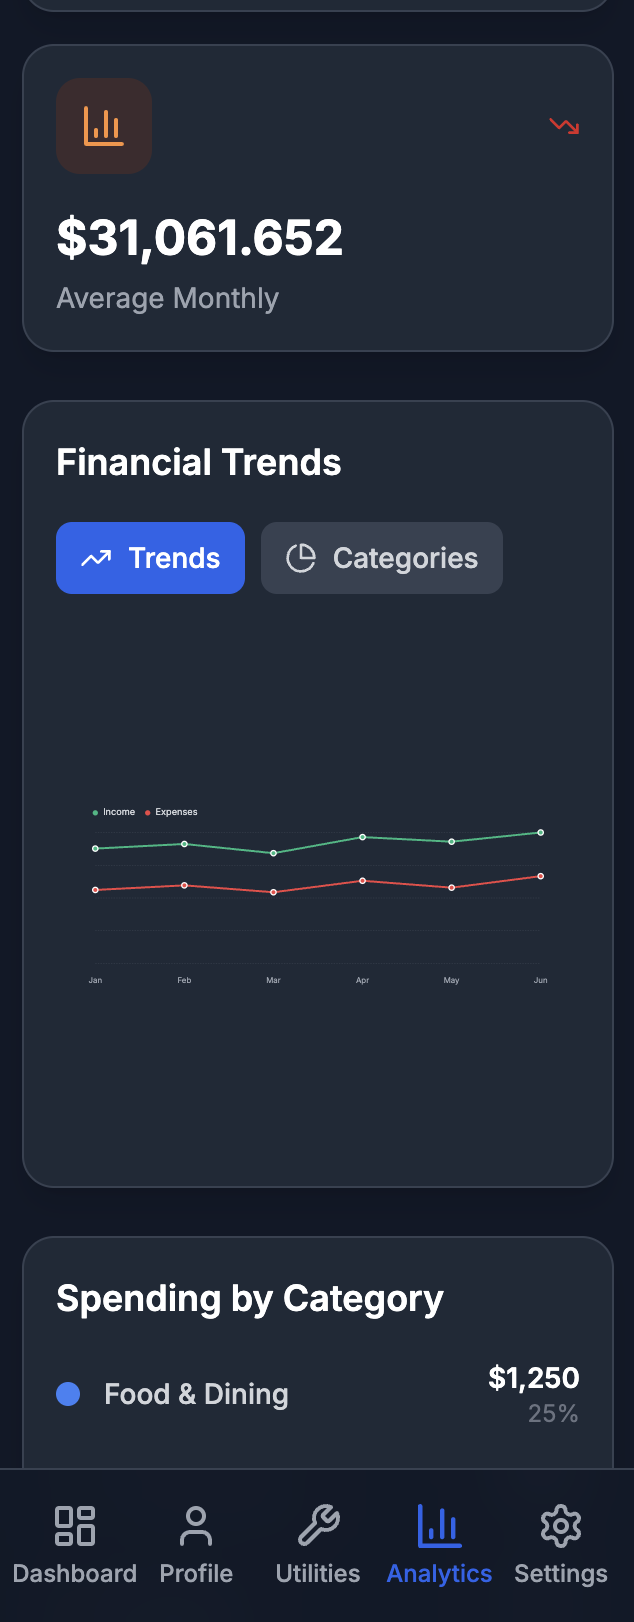 $31,061.652
Average Monthly
Financial Trends
Trends
Categories
Income Expenses
Jan Feb Mar Apr May Jun
Spending by Category
Food & Dining
$1,250
25%
Dashboard Profile Utilities Analytics Settings